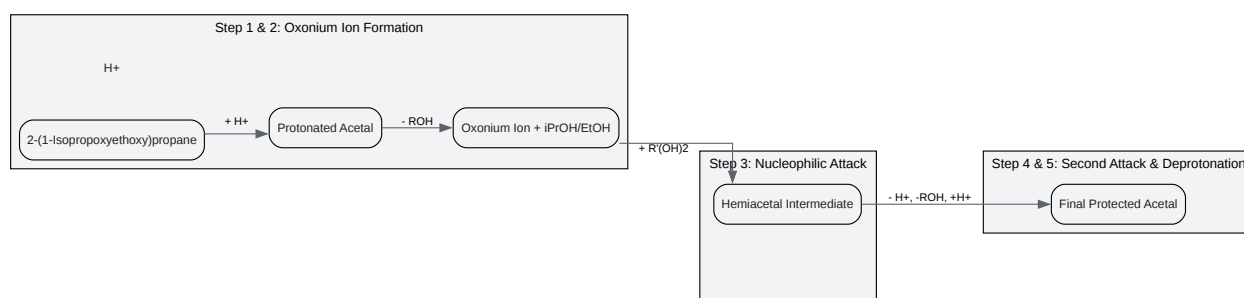 Step 1 & 2: Oxonium Ion Formation
H+
2-(1-Isopropoxyethoxy)propane
+ H+
Protonated Acetal
- ROH
Oxonium Ion + iPrOH/EtOH
+ R'(OH)2
Step 3: Nucleophilic Attack
Hemiacetal Intermediate
- H+, -ROH, +H+
Step 4 & 5: Second Attack & Deprotonation
Final Protected Acetal